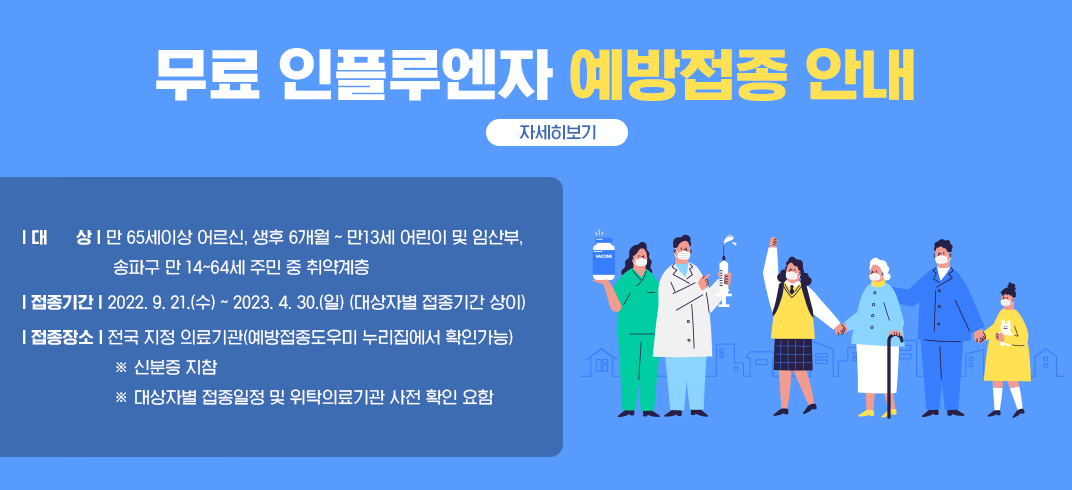 무료 인플루엔자 예방접종 안내
자세히보기
| 대 상 | 만 65세이상 어르신, 생후 6개월 ~ 만13세 어린이 및 임산부,
송파구 만 14~64세 주민 중 취약계층
| 접종기간 | 2022. 9. 21.(수) ~ 2023. 4. 30.(일) (대상자별 접종기간 상이)
| 접종장소 | 전국 지정 의료기관(예방접종도우미 누리집에서 확인가능)
※ 신분증 지참
※ 대상자별 접종일정 및 위탁의료기관 사전 확인 요함
VACCINE